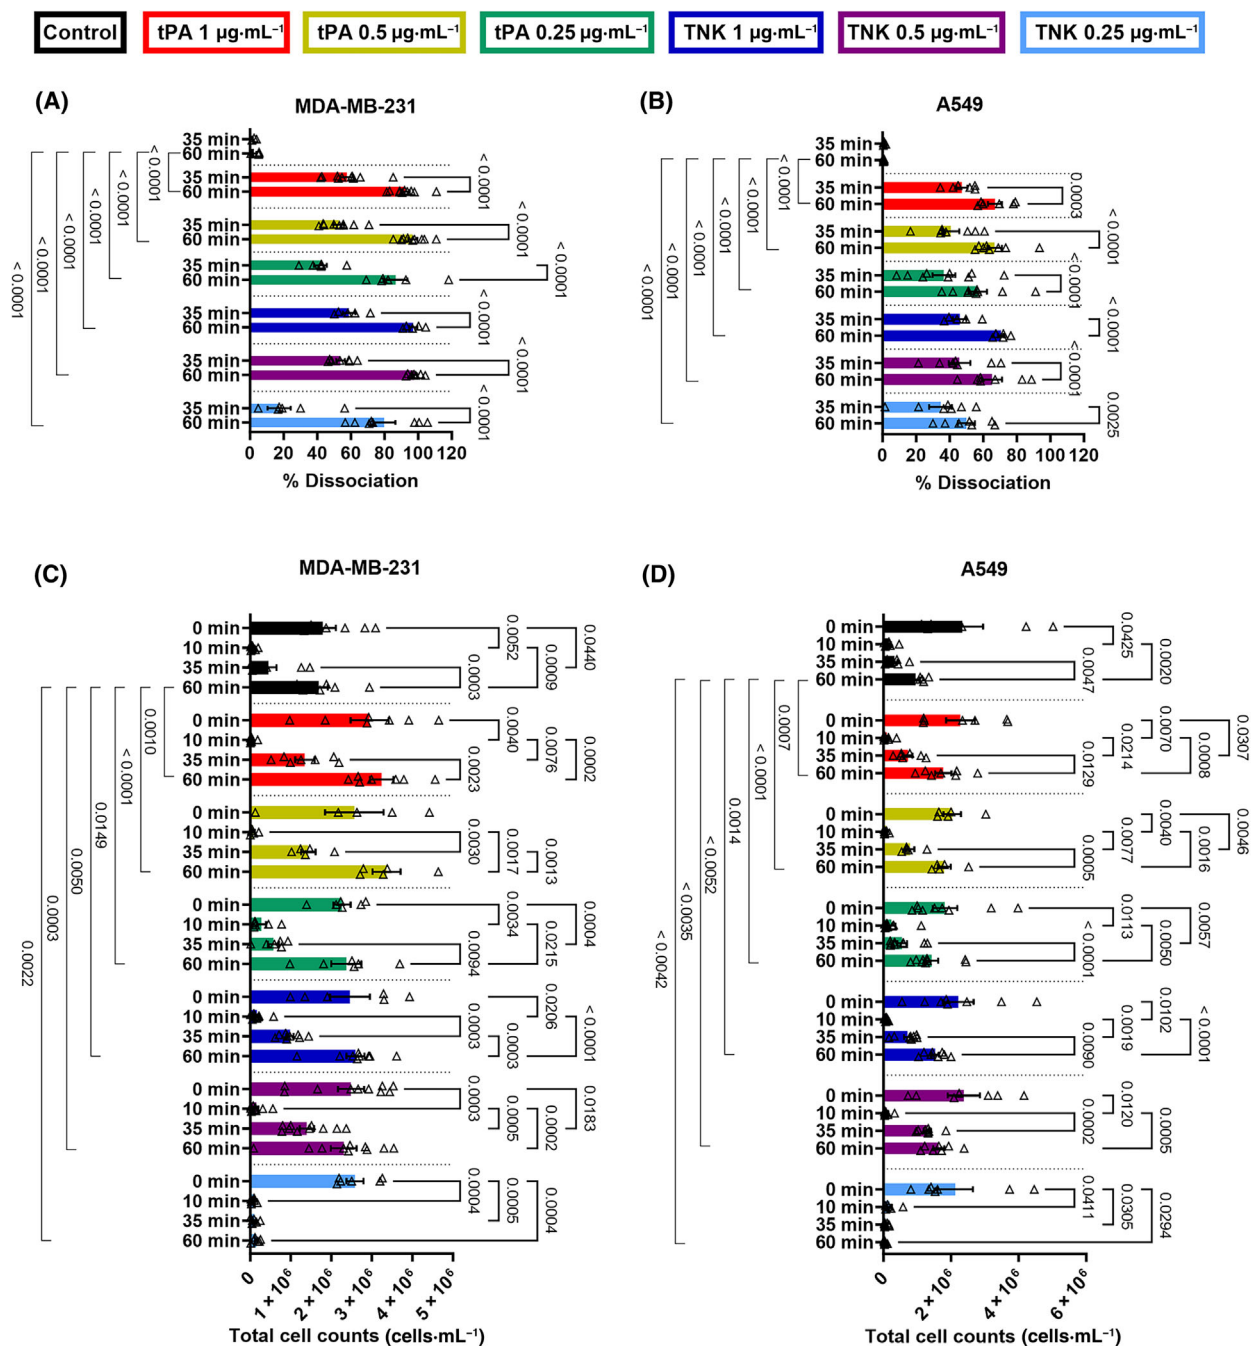 Control
tPA 1 µg·mL⁻¹
tPA 0.5 µg·mL⁻¹
tPA 0.25 µg·mL⁻¹
TNK 1 µg·mL⁻¹
TNK 0.5 µg·mL⁻¹
TNK 0.25 µg·mL⁻¹
(A)
MDA-MB-231
35 min
60 min
35 min
60 min
35 min
60 min
35 min
60 min
35 min
60 min
35 min
60 min
35 min
60 min
< 0.0001
< 0.0001
< 0.0001
< 0.0001
< 0.0001
< 0.0001
< 0.0001
< 0.0001
< 0.0001
< 0.0001
< 0.0001
< 0.0001
0 20 40 60 80 100 120
% Dissociation
(B)
A549
35 min
60 min
35 min
60 min
35 min
60 min
35 min
60 min
35 min
60 min
35 min
60 min
35 min
60 min
< 0.0001
< 0.0001
< 0.0001
< 0.0001
< 0.0001
< 0.0001
0.0003
< 0.0001
< 0.0001
< 0.0001
< 0.0001
0.0025
0 20 40 60 80 100 120
% Dissociation
(C)
MDA-MB-231
0 min
10 min
35 min
60 min
0 min
10 min
35 min
60 min
0 min
10 min
35 min
60 min
0 min
10 min
35 min
60 min
0 min
10 min
35 min
60 min
0 min
10 min
35 min
60 min
0 min
10 min
35 min
60 min
0.0010
< 0.0001
0.0149
0.0050
0.0003
0.0022
0.0003
0.0052
0.0009
0.0440
0.0023
0.0040
0.0076
0.0002
0.0030
0.0017
0.0013
0.0094
0.0034
0.0215
0.0004
0.0003
0.0206
0.0003
< 0.0001
0.0003
0.0005
0.0002
0.0183
0.0004
0.0005
0.0004
0
1 × 10⁶
2 × 10⁶
3 × 10⁶
4 × 10⁶
5 × 10⁶
Total cell counts (cells·mL⁻¹)
(D)
A549
0 min
10 min
35 min
60 min
0 min
10 min
35 min
60 min
0 min
10 min
35 min
60 min
0 min
10 min
35 min
60 min
0 min
10 min
35 min
60 min
0 min
10 min
35 min
60 min
0 min
10 min
35 min
60 min
0.0007
< 0.0001
0.0014
< 0.0052
< 0.0035
< 0.0042
0.0047
0.0425
0.0020
0.0129
0.0214
0.0070
0.0008
0.0307
0.0005
0.0077
0.0040
0.0016
0.0046
< 0.0001
0.0113
0.0050
0.0057
0.0090
0.0019
0.0102
< 0.0001
0.0002
0.0120
0.0005
0.0411
0.0305
0.0294
0
2 × 10⁶
4 × 10⁶
6 × 10⁶
Total cell counts (cells·mL⁻¹)